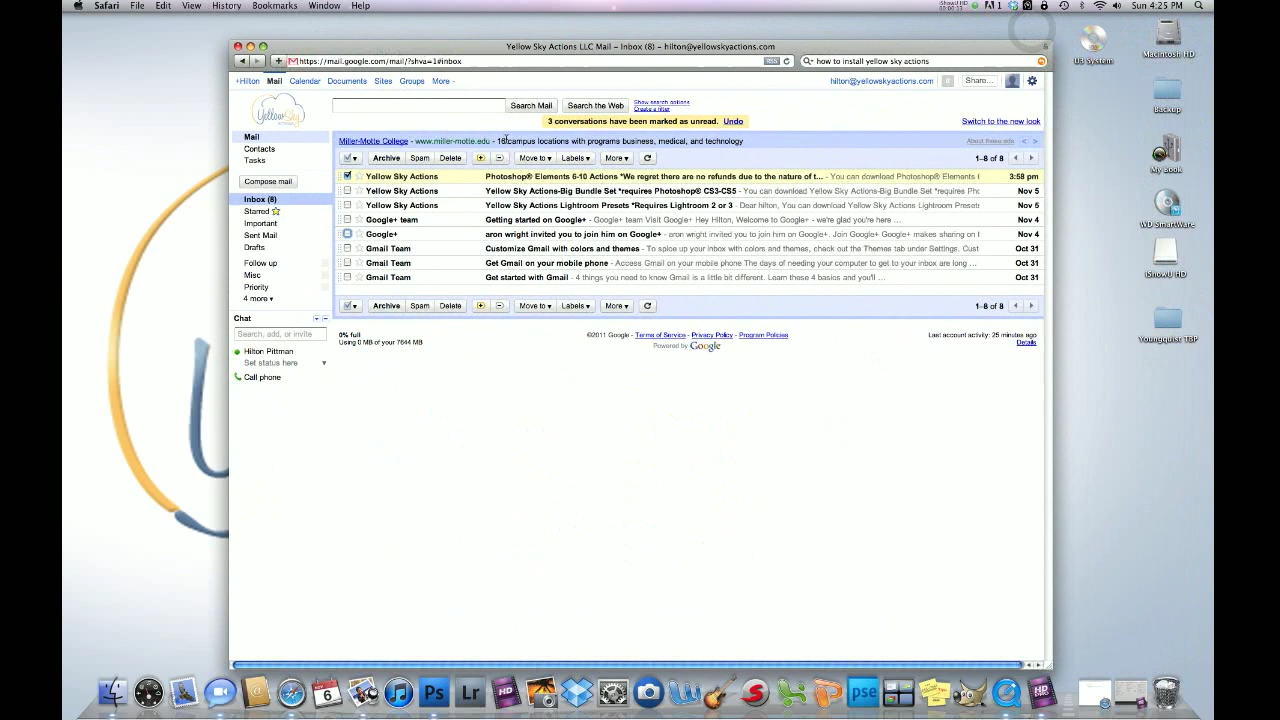 Safari File Edit View History Bookmarks Window Help
iShowU HD
1
Sun 4:25 PM
Yellow Sky Actions LLC Mail – Inbox (8) – hilton@yellowskyactions.com
https://mail.google.com/mail/?shva=1#inbox
RSS
how to install yellow sky actions
+Hilton Mail Calendar Documents Sites Groups More
hilton@yellowskyactions.com 0 Share...
Yellow Sky
Search Mail Search the Web
Show search options
Create a filter
3 conversations have been marked as unread. Undo
Switch to the new look
Mail
Contacts
Tasks
Compose mail
Inbox (8)
Starred
Important
Sent Mail
Drafts
Follow up
Misc
Priority
4 more
Chat
Search, add, or invite
Hilton Pittman
Set status here
Call phone
Miller-Motte College - www.miller-motte.edu - campus locations with programs business, medical, and technology
About these ads
Archive Spam Delete Move to Labels More 1–8 of 8
Yellow Sky Actions Photoshop® Elements 6-10 Actions *We regret there are no refunds due to the nature of t... - You can download Photoshop® Elements 3:58 pm
Yellow Sky Actions Yellow Sky Actions-Big Bundle Set *requires Photoshop® CS3-CS5 - You can download Yellow Sky Actions-Big Bundle Set *requires Pho Nov 5
Yellow Sky Actions Yellow Sky Actions Lightroom Presets *Requires Lightroom 2 or 3 - Dear hilton, You can download Yellow Sky Actions Lightroom Presets Nov 5
Google+ team Getting started on Google+ - Google+ team Visit Google+ Hey Hilton, Welcome to Google+ - we're glad you're here ... Nov 4
Google+ aron wright invited you to join him on Google+ - aron wright invited you to join Google+. Join Google+ Google+ makes sharing on t Nov 4
Gmail Team Customize Gmail with colors and themes - To spice up your inbox with colors and themes, check out the Themes tab under Settings. Cust Oct 31
Gmail Team Get Gmail on your mobile phone - Access Gmail on your mobile phone The days of needing your computer to get to your inbox are long ... Oct 31
Gmail Team Get started with Gmail - 4 things you need to know Gmail is a little bit different. Learn these 4 basics and you'll ... Oct 31
Archive Spam Delete Move to Labels More 1–8 of 8
0% full
Using 0 MB of your 7644 MB
©2011 Google - Terms of Service - Privacy Policy - Program Policies
Powered by Google
Last account activity: 25 minutes ago
Details
U3 System
Macintosh HD
Backup
My Book
WD SmartWare
iShowU HD
Youngquist TBP
NOV
6
Ps
Lr
HD
pse
HD